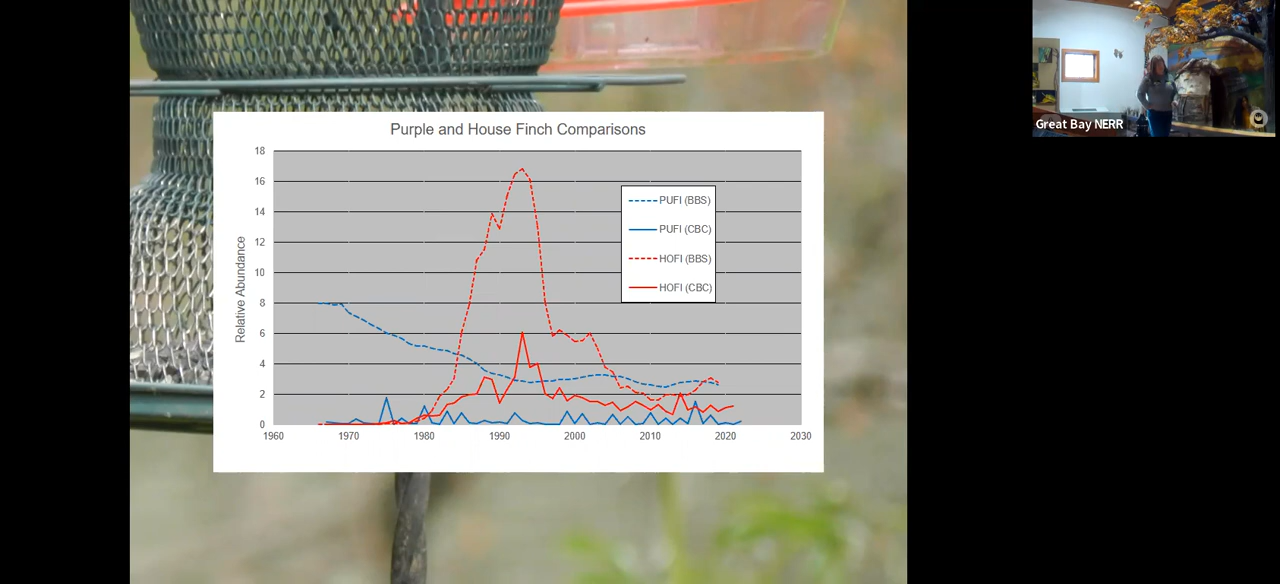 Purple and House Finch Comparisons
Relative Abundance
18
16
14
12
10
8
6
4
2
0
1960 1970 1980 1990 2000 2010 2020 2030
PUFI (BBS)
PUFI (CBC)
HOFI (BBS)
HOFI (CBC)
Great Bay NERR